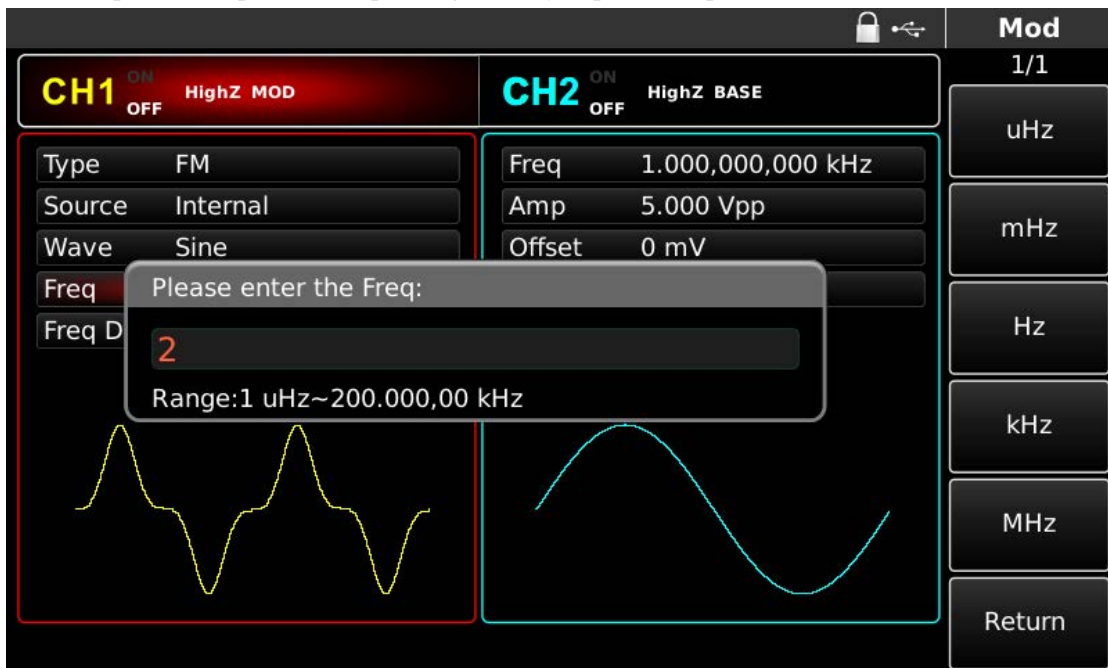 Mod
1/1
CH1 ON OFF HighZ MOD
CH2 ON OFF HighZ BASE
Type FM
Source Internal
Wave Sine
Freq
Freq D
Freq 1.000,000,000 kHz
Amp 5.000 Vpp
Offset 0 mV
Please enter the Freq:
2
Range:1 uHz~200.000,00 kHz
uHz
mHz
Hz
kHz
MHz
Return